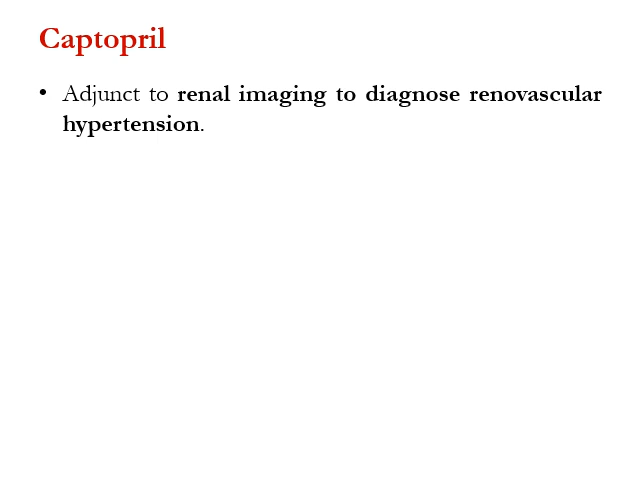 Captopril
• Adjunct to renal imaging to diagnose renovascular
hypertension.